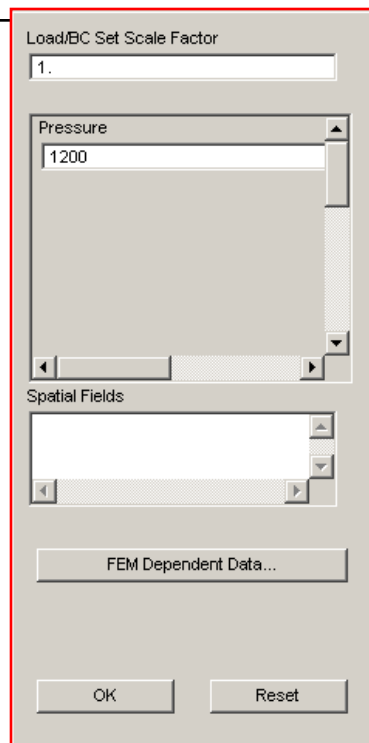 Load/BC Set Scale Factor
1.
Pressure
1200
Spatial Fields
FEM Dependent Data...
OK Reset